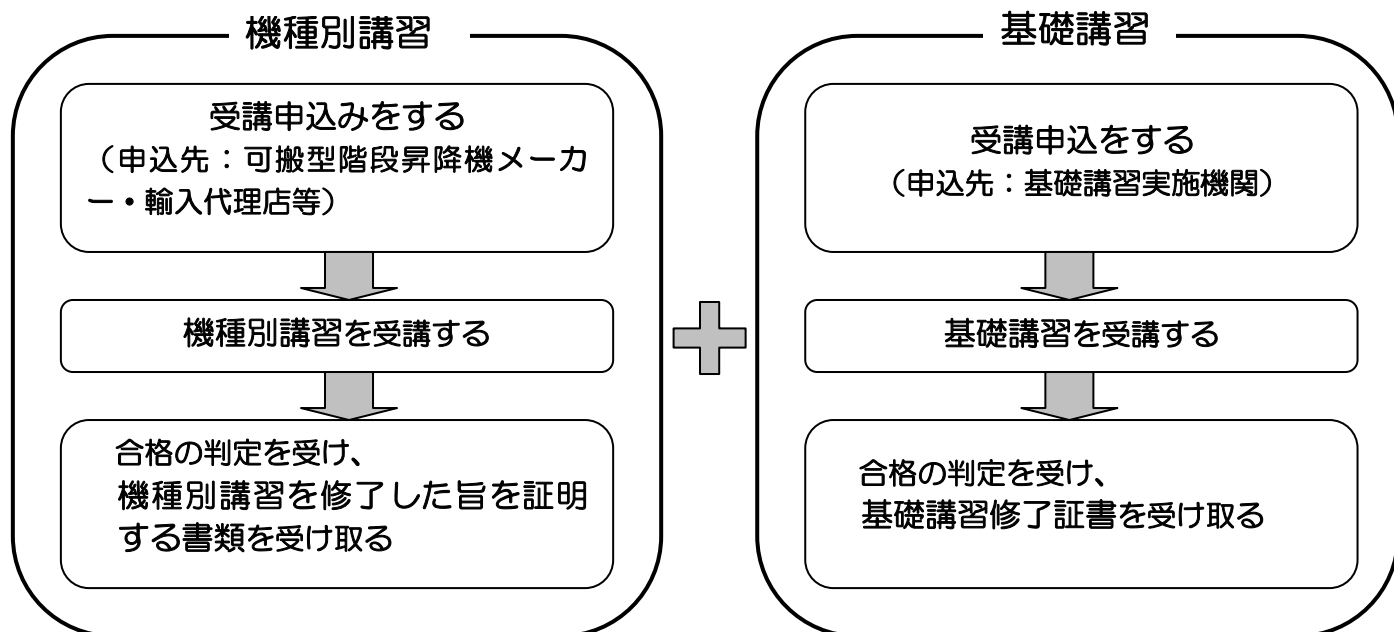 機種別講習
受講申込みをする
（申込先：可搬型階段昇降機メーカ
ー・輸入代理店等）
機種別講習を受講する
合格の判定を受け、
機種別講習を修了した旨を証明
する書類を受け取る
基礎講習
受講申込をする
（申込先：基礎講習実施機関）
基礎講習を受講する
合格の判定を受け、
基礎講習修了証書を受け取る